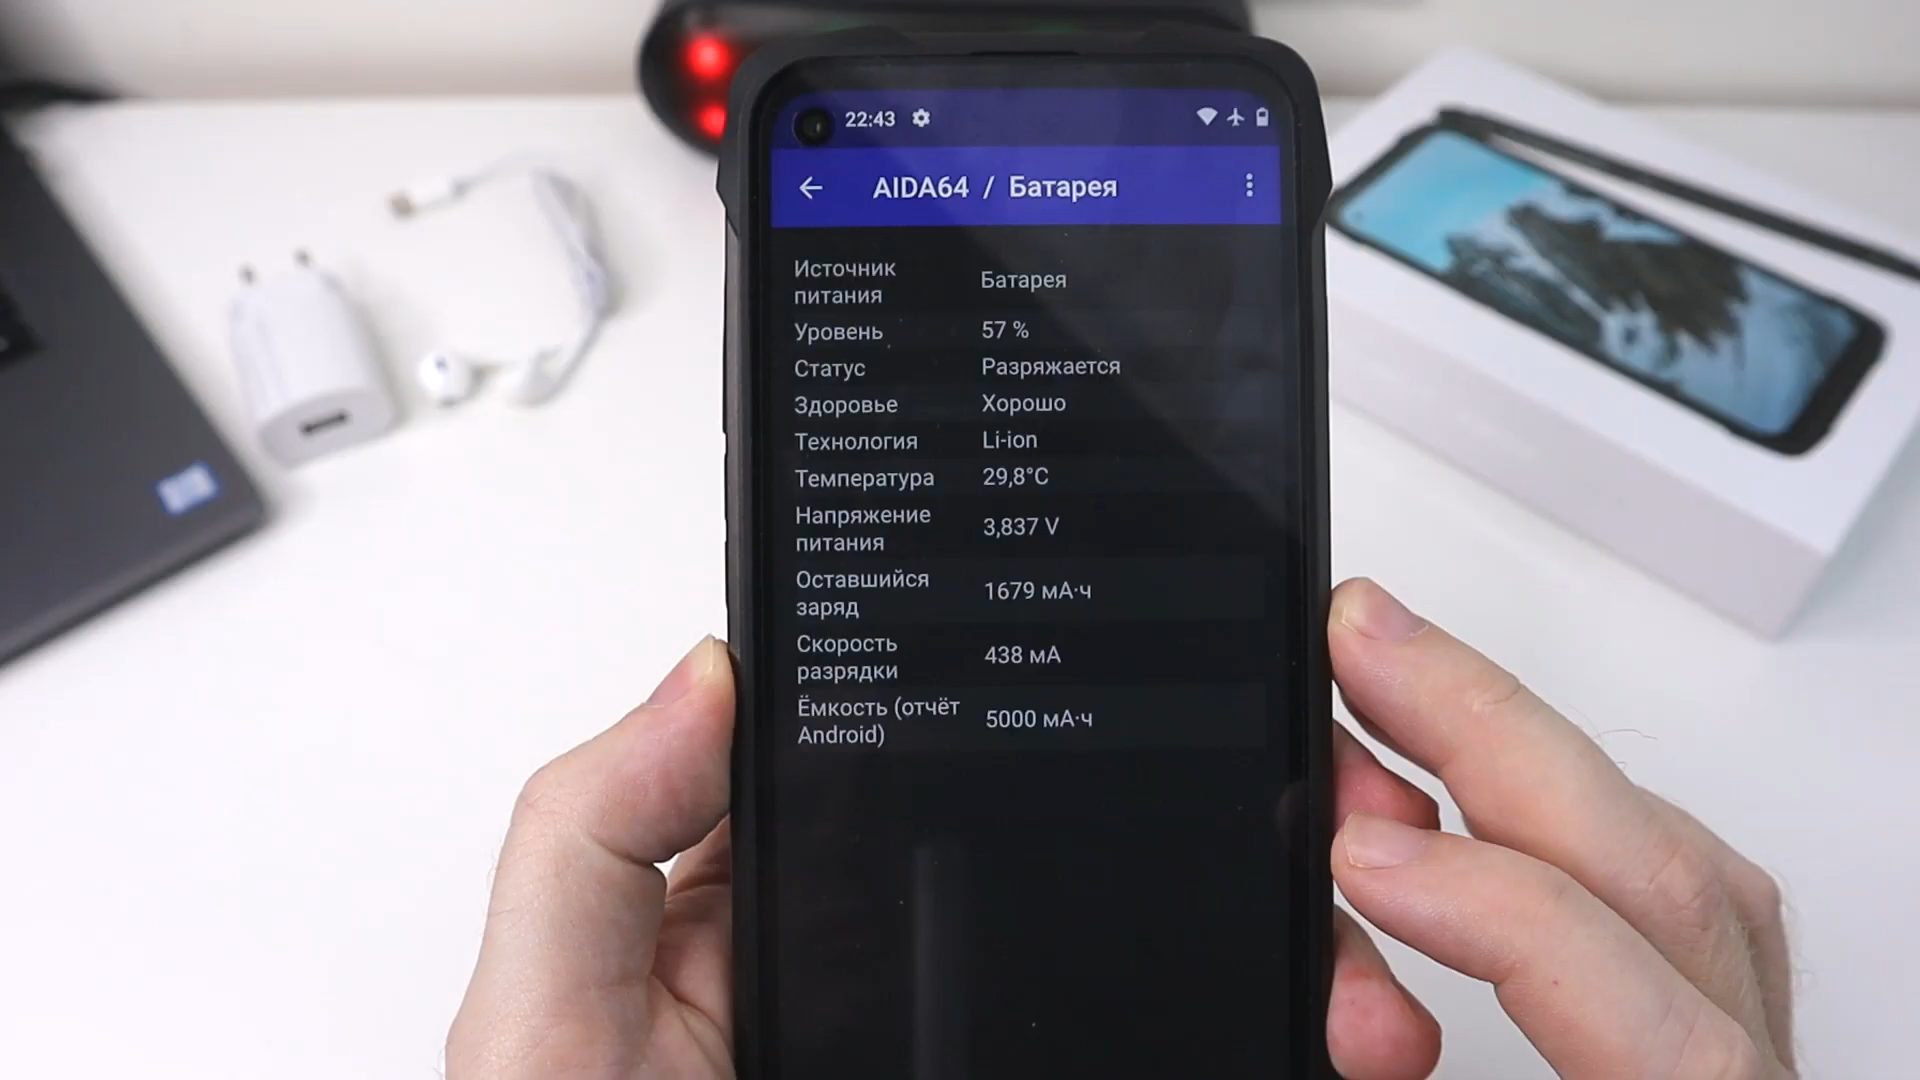 22:43
AIDA64 / Батарея
Источник
питания
Батарея
Уровень
57 %
Статус
Разряжается
Здоровье
Хорошо
Технология
Li-ion
Температура
29,8°C
Напряжение
питания
3,837 V
Оставшийся
заряд
1679 мА·ч
Скорость
разрядки
438 мА
Ёмкость (отчёт
Android)
5000 мА·ч